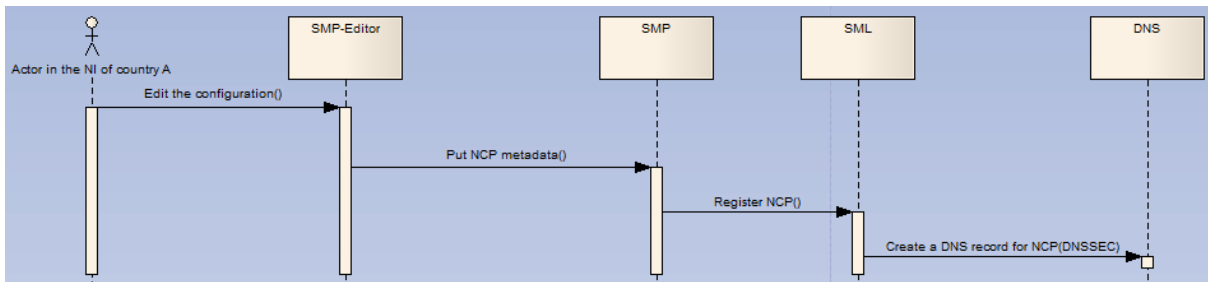 SMP-Editor
SMP
SML
DNS
Actor in the NI of country A
Edit the configuration()
Put NCP metadata()
Register NCP()
Create a DNS record for NCP(DNSSEC)